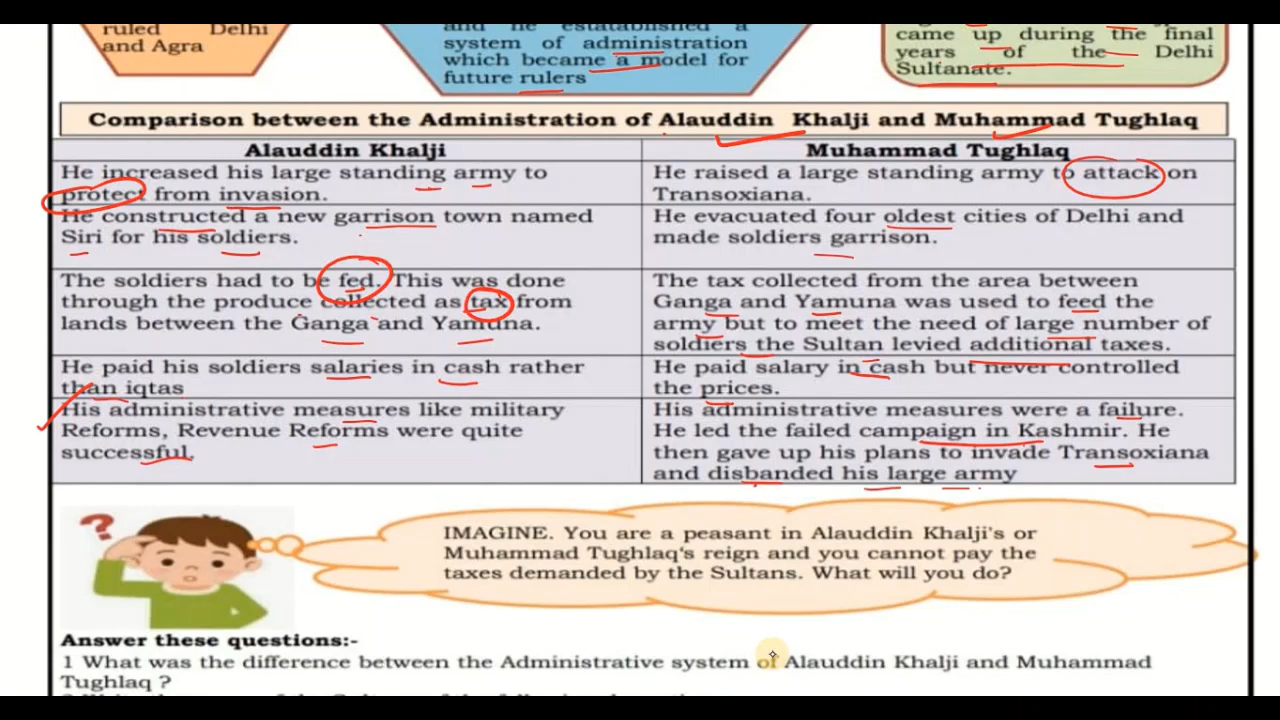 ruled Delhi
and Agra
and he estatablished a
system of administration
which became a model for
future rulers
came up during the final
years of the Delhi
Sultanate.
Comparison between the Administration of Alauddin Khalji and Muhammad Tughlaq
Alauddin Khalji
Muhammad Tughlaq
He increased his large standing army to
protect from invasion.
He raised a large standing army to attack on
Transoxiana.
He constructed a new garrison town named
Siri for his soldiers.
He evacuated four oldest cities of Delhi and
made soldiers garrison.
The soldiers had to be fed. This was done
through the produce collected as tax from
lands between the Ganga and Yamuna.
The tax collected from the area between
Ganga and Yamuna was used to feed the
army but to meet the need of large number of
soldiers the Sultan levied additional taxes.
He paid his soldiers salaries in cash rather
than iqtas
He paid salary in cash but never controlled
the prices.
His administrative measures like military
Reforms, Revenue Reforms were quite
successful,
His administrative measures were a failure.
He led the failed campaign in Kashmir. He
then gave up his plans to invade Transoxiana
and disbanded his large army
?
IMAGINE. You are a peasant in Alauddin Khalji's or
Muhammad Tughlaq's reign and you cannot pay the
taxes demanded by the Sultans. What will you do?
Answer these questions:-
1 What was the difference between the Administrative system of Alauddin Khalji and Muhammad
Tughlaq ?